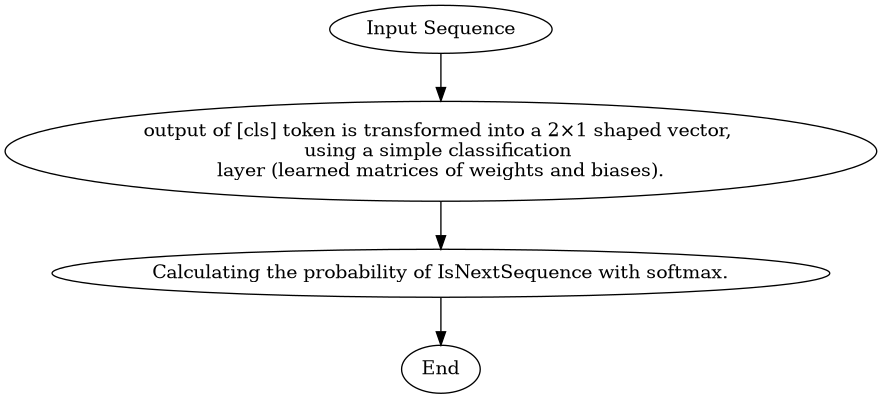 Input Sequence
output of [cls] token is transformed into a 2×1 shaped vector,
using a simple classification
layer (learned matrices of weights and biases).
Calculating the probability of IsNextSequence with softmax.
End